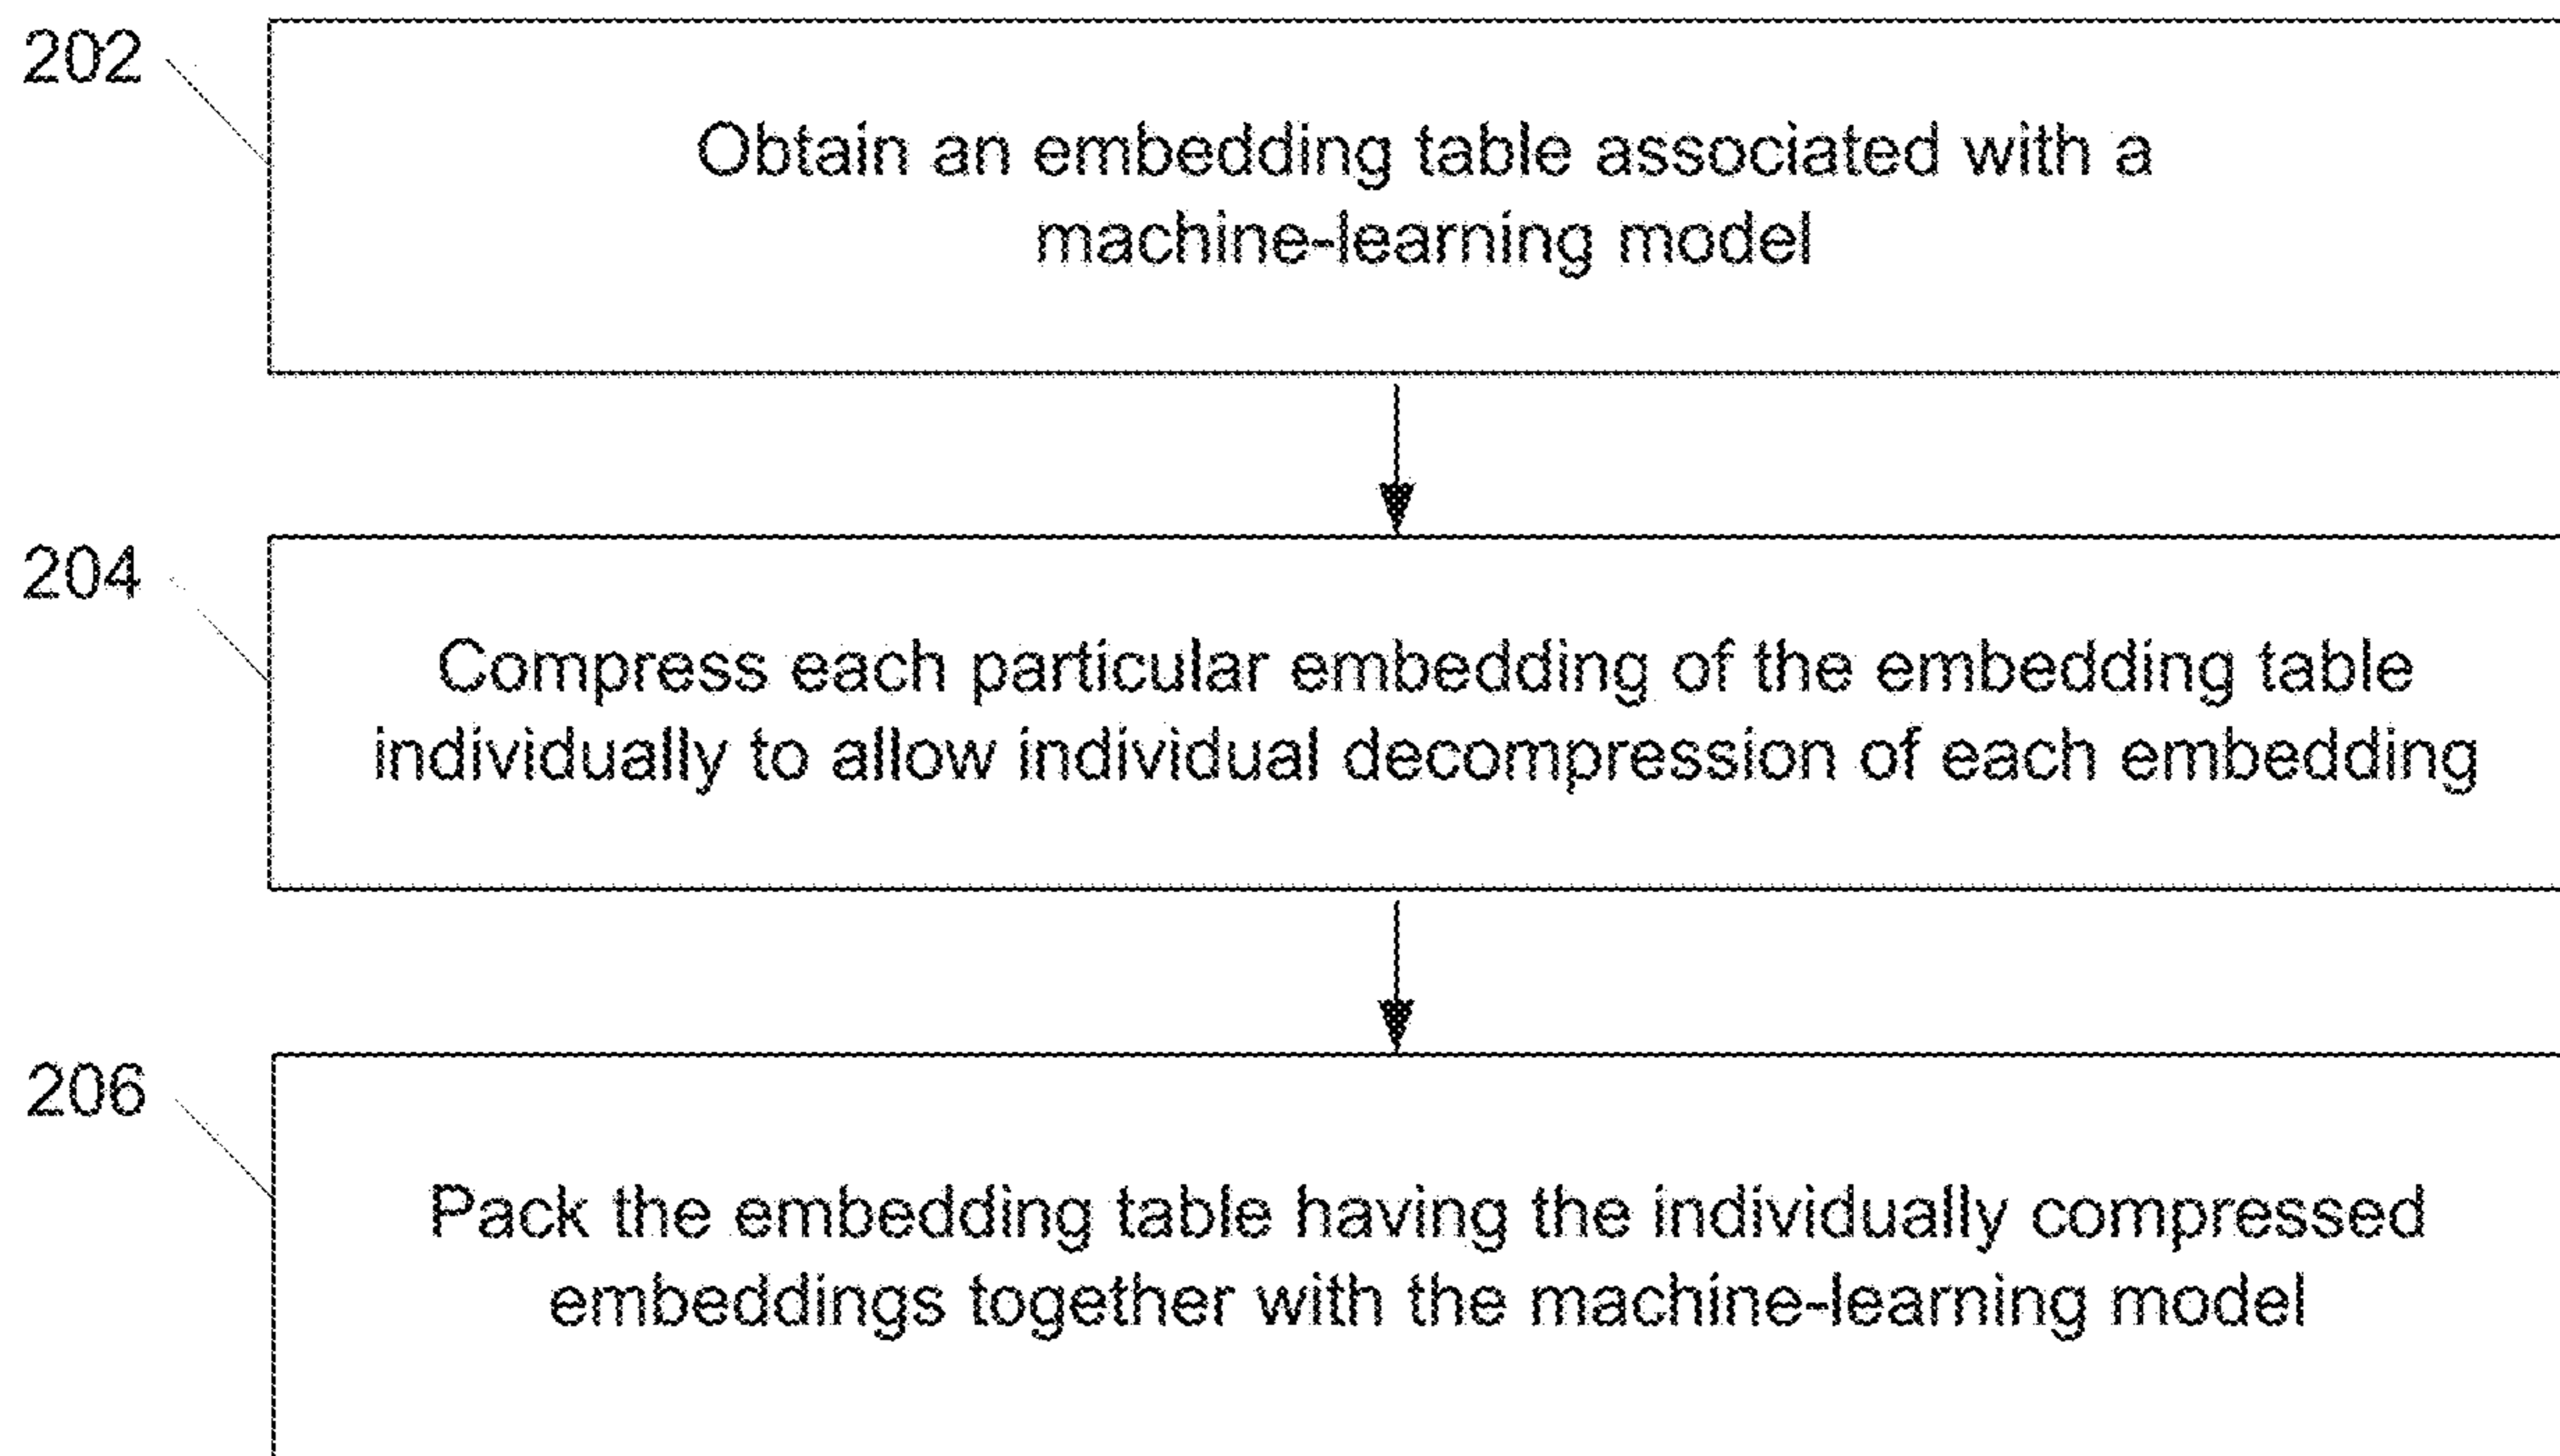 202
Obtain an embedding table associated with a
machine-learning model
204
Compress each particular embedding of the embedding table
individually to allow individual decompression of each embedding
206
Pack the embedding table having the individually compressed
embeddings together with the machine-learning model